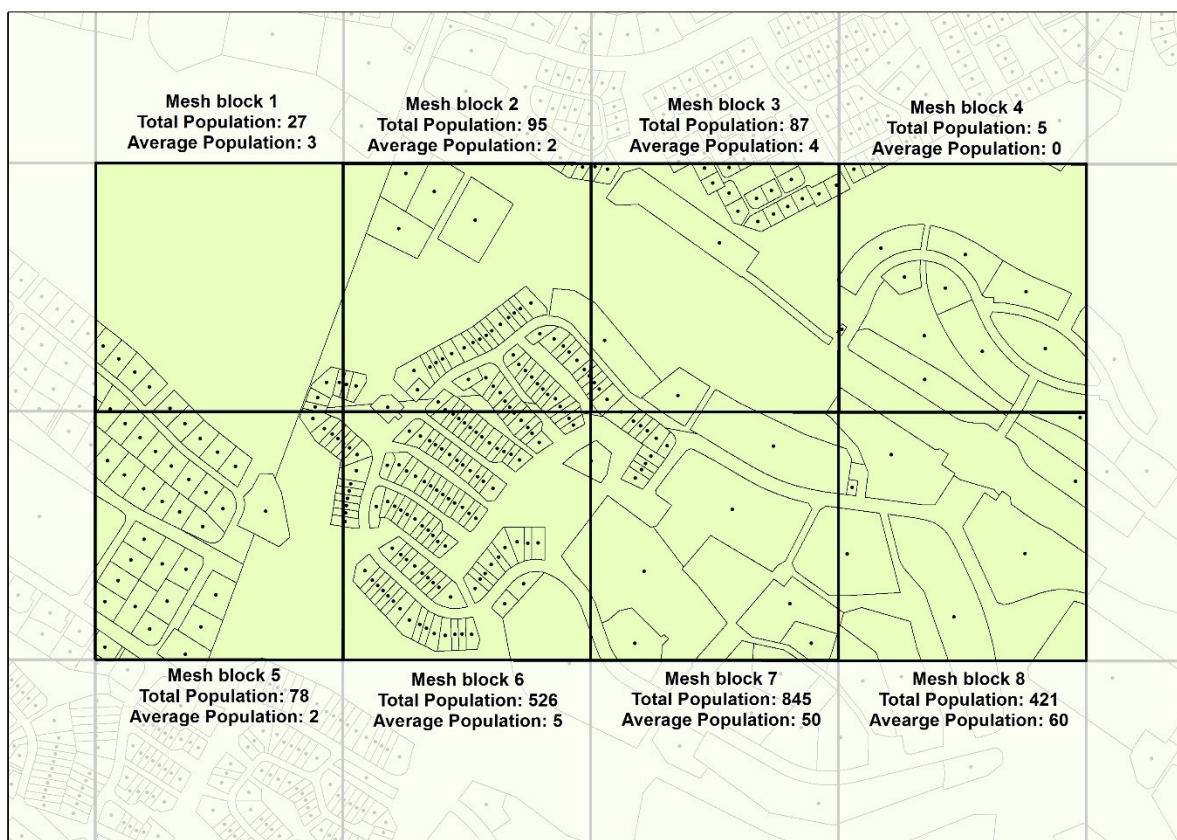 Mesh block 1
Total Population: 27
Average Population: 3
Mesh block 2
Total Population: 95
Average Population: 2
Mesh block 3
Total Population: 87
Average Population: 4
Mesh block 4
Total Population: 5
Average Population: 0
Mesh block 5
Total Population: 78
Average Population: 2
Mesh block 6
Total Population: 526
Average Population: 5
Mesh block 7
Total Population: 845
Average Population: 50
Mesh block 8
Total Population: 421
Avearge Population: 60